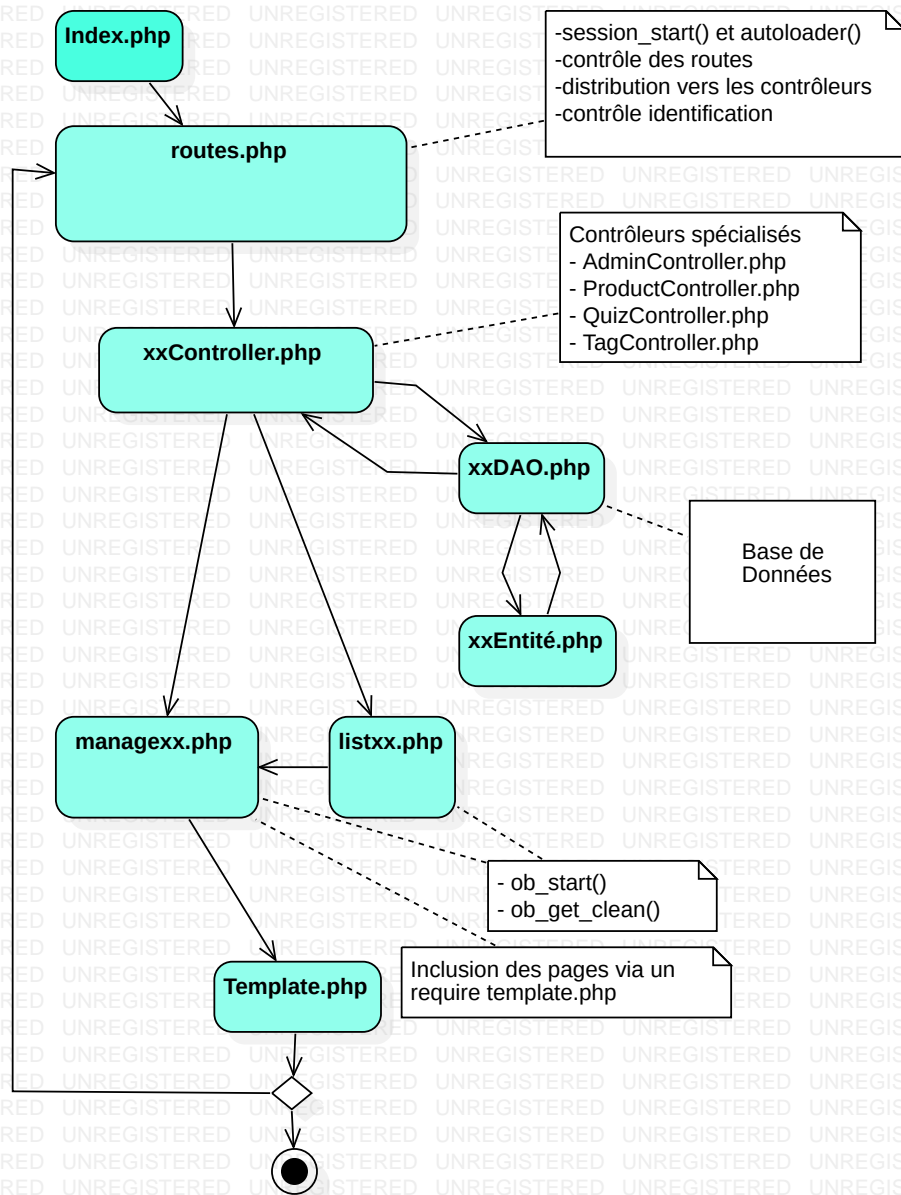 Index.php
-session_start() et autoloader()
-contrôle des routes
-distribution vers les contrôleurs
-contrôle identification
routes.php
Contrôleurs spécialisés
- AdminController.php
- ProductController.php
- QuizController.php
- TagController.php
xxController.php
xxDAO.php
Base de
Données
xxEntité.php
managexx.php
listxx.php
- ob_start()
- ob_get_clean()
Inclusion des pages via un
require template.php
Template.php
UNREGISTERED